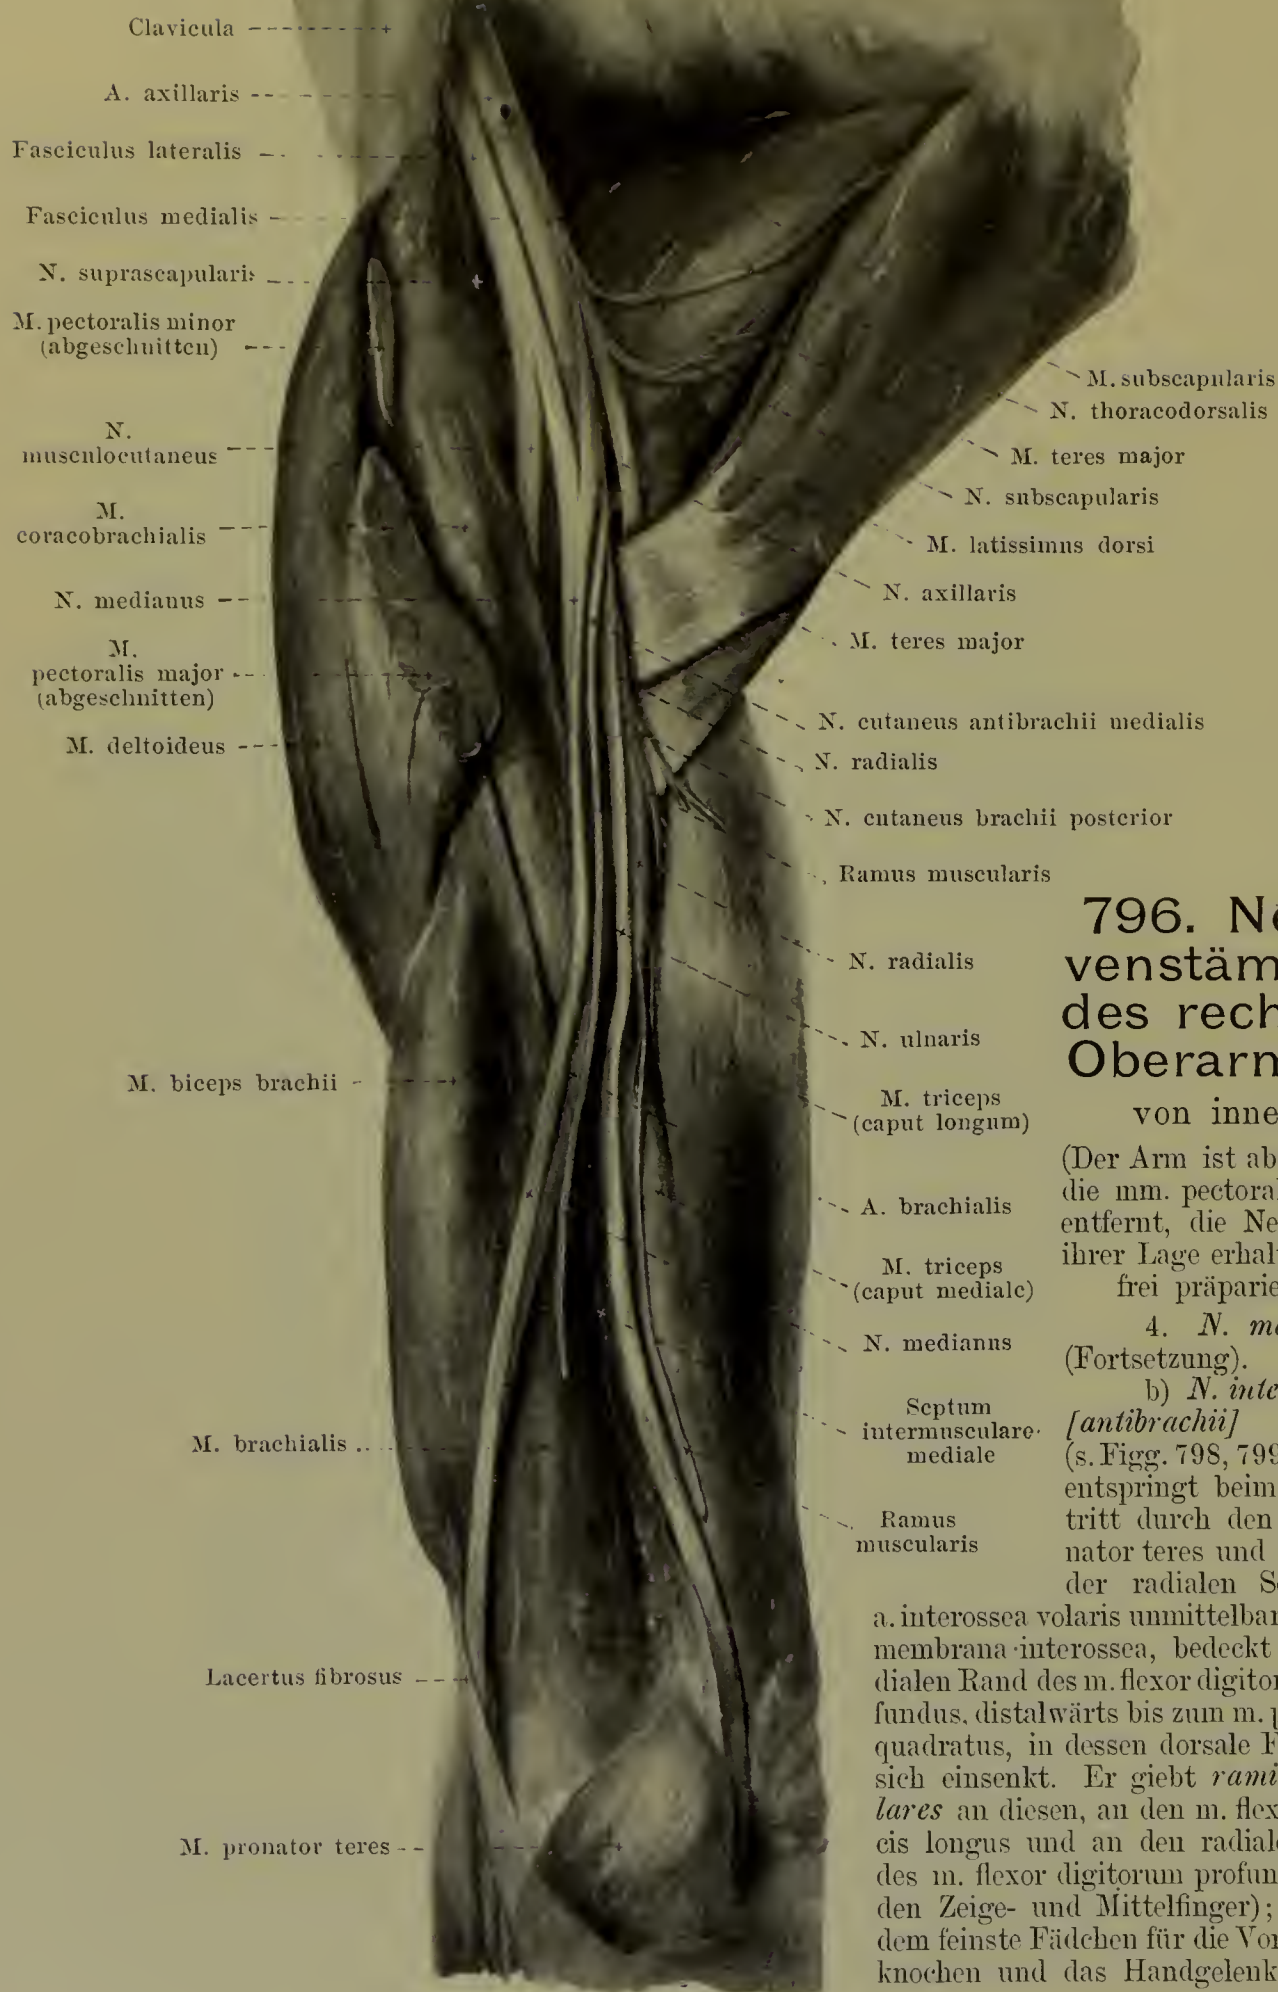 Clavicula
A. axillaris
Fasciculus lateralis
Fasciculus medialis
N. suprascapularis
M. pectoralis minor
(abgeschnitten)
N.
musculocutaneus
M.
coracobrachialis
N. medianus
M.
pectoralis major
(abgeschnitten)
M. deltoideus
M. biceps brachii
M. brachialis
Lacertus fibrosus
M. pronator teres
M. subscapularis
N. thoracodorsalis
M. teres major
N. subscapularis
M. latissimus dorsi
N. axillaris
M. teres major
N. cutaneus antibrachii medialis
N. radialis
N. cutaneus brachii posterior
Ramus muscularis
N. radialis
N. ulnaris
M. triceps
(caput longum)
A. brachialis
M. triceps
(caput mediale)
N. medianus
Septum
intermusculare
mediale
Ramus
muscularis
796. Ne
venstäm
des rech
Oberarm
von inne
(Der Arm ist ab
die mm. pectoral
entfernt, die Ne
ihrer Lage erhalt
frei präparie
4. N. me
(Fortsetzung).
b) N. inte
[antibrachii]
(s. Figg. 798, 799
entspringt beim
tritt durch den
nator teres und
der radialen S
a. interossea volaris unmittelbar
membrana interossea, bedeckt
dialen Rand des m. flexor digitor
fundus, distalwärts bis zum m. p
quadratus, in dessen dorsale F
sich einsenkt. Er giebt rami
lares an diesen, an den m. flex
cis longus und an den radiale
des m. flexor digitorum profun
den Zeige- und Mittelfinger);
dem feinste Fädchen für die Vor
knochen und das Handgelenk